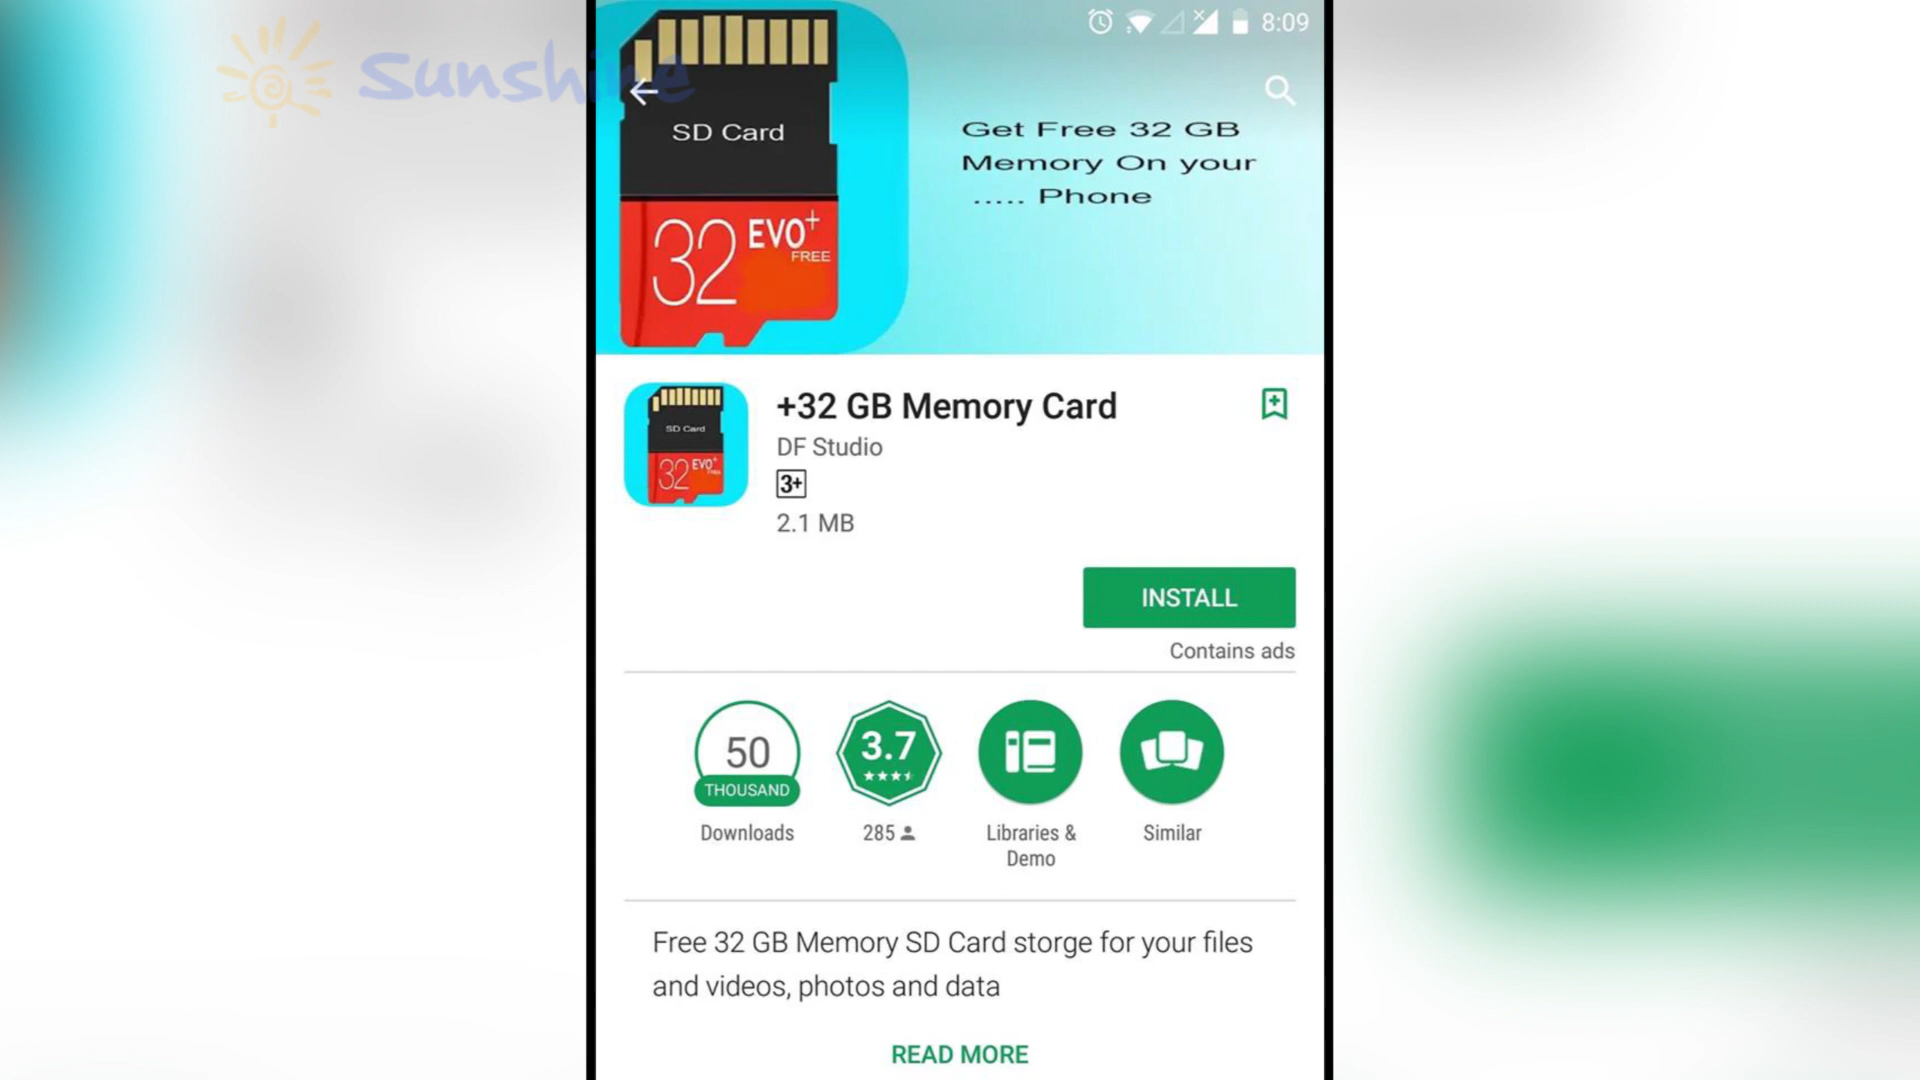 Sunshine
8:09
SD Card
Get Free 32 GB
Memory On your
..... Phone
32 EVO+
FREE
SD Card
32 EVO+
FREE
+32 GB Memory Card
DF Studio
3+
2.1 MB
INSTALL
Contains ads
50
THOUSAND
3.7
Downloads
285
Libraries &
Demo
Similar
Free 32 GB Memory SD Card storge for your files
and videos, photos and data
READ MORE